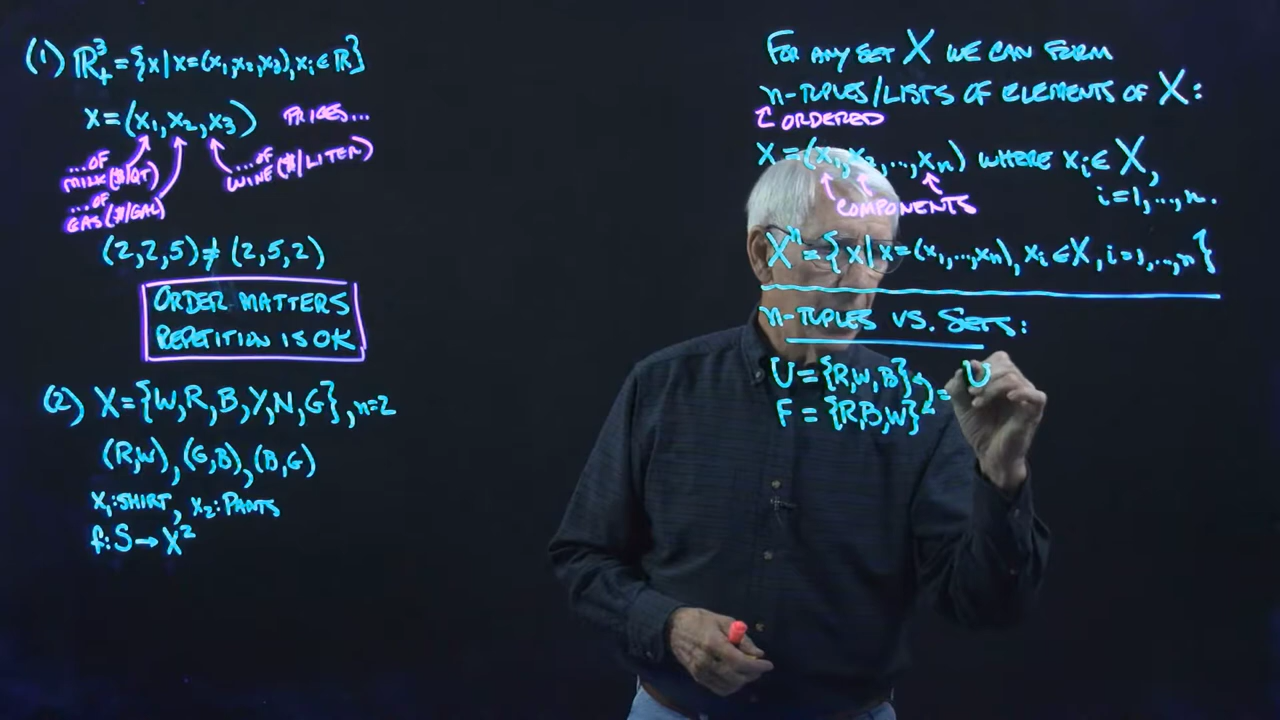 (1) ℝ³₊ = {x | x = (x₁, x₂, x₃), xᵢ ∈ ℝ}
x = (x₁, x₂, x₃) PRICES...
...OF MILK ($/QT)
...OF GAS ($/GAL)
...OF WINE ($/LITER)
(2,2,5) ≠ (2,5,2)
ORDER MATTERS
REPETITION IS OK
(2) X = {W, R, B, Y, N, G}, n=2
(R,W), (G,B), (B,G)
x₁: SHIRT, x₂: PANTS
f: S → X²
FOR ANY SET X WE CAN FORM
n-TUPLES/LISTS OF ELEMENTS OF X:
↑ ORDERED
x = (x₁, x₂, ..., xₙ) WHERE xᵢ ∈ X,
i = 1, ..., n.
COMPONENTS
Xⁿ = {x | x = (x₁, ..., xₙ), xᵢ ∈ X, i = 1, ..., n}
n-TUPLES VS. SETS:
U = {R, W, B} = U
F = {R, B, W}